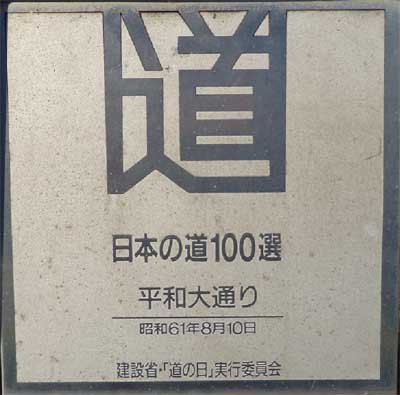 道
日本の道100選
平和大通り
昭和61年8月10日
建設省・「道の日」実行委員会